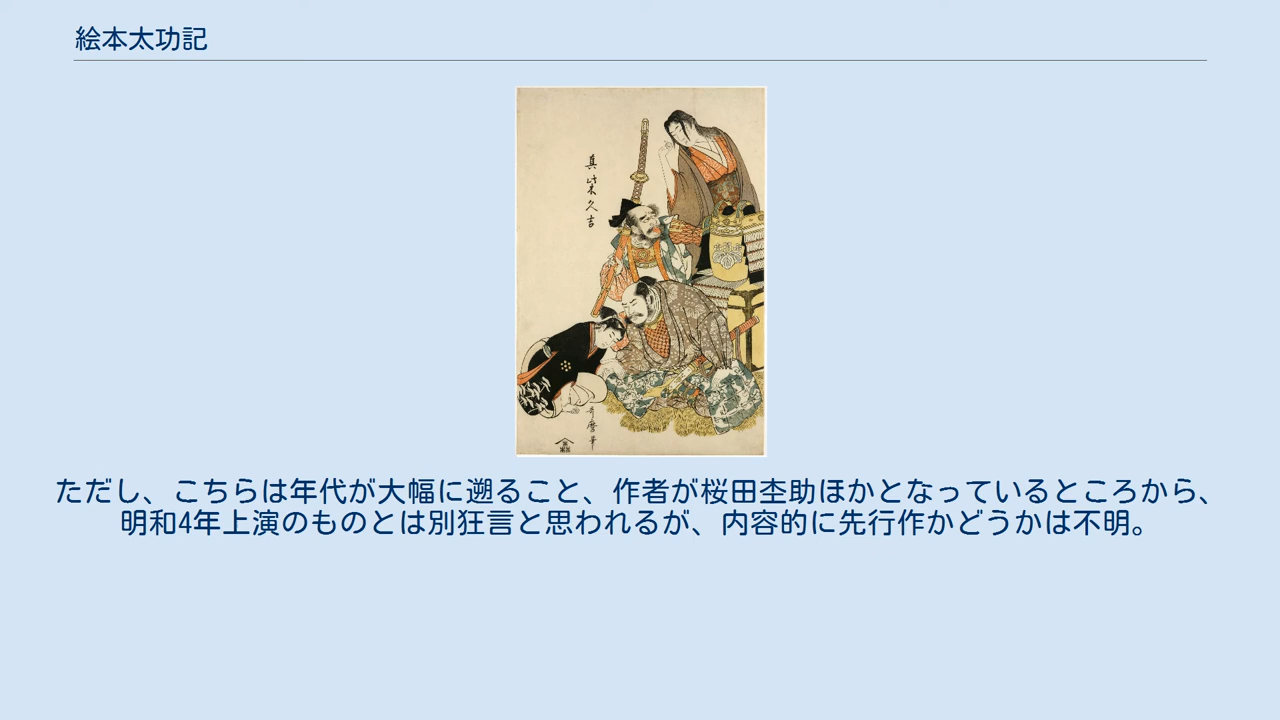 絵本太功記
真柴久吉
哥麿筆
ただし、こちらは年代が大幅に遡ること、作者が桜田杢助ほかとなっているところから、
明和4年上演のものとは別狂言と思われるが、内容的に先行作かどうかは不明。